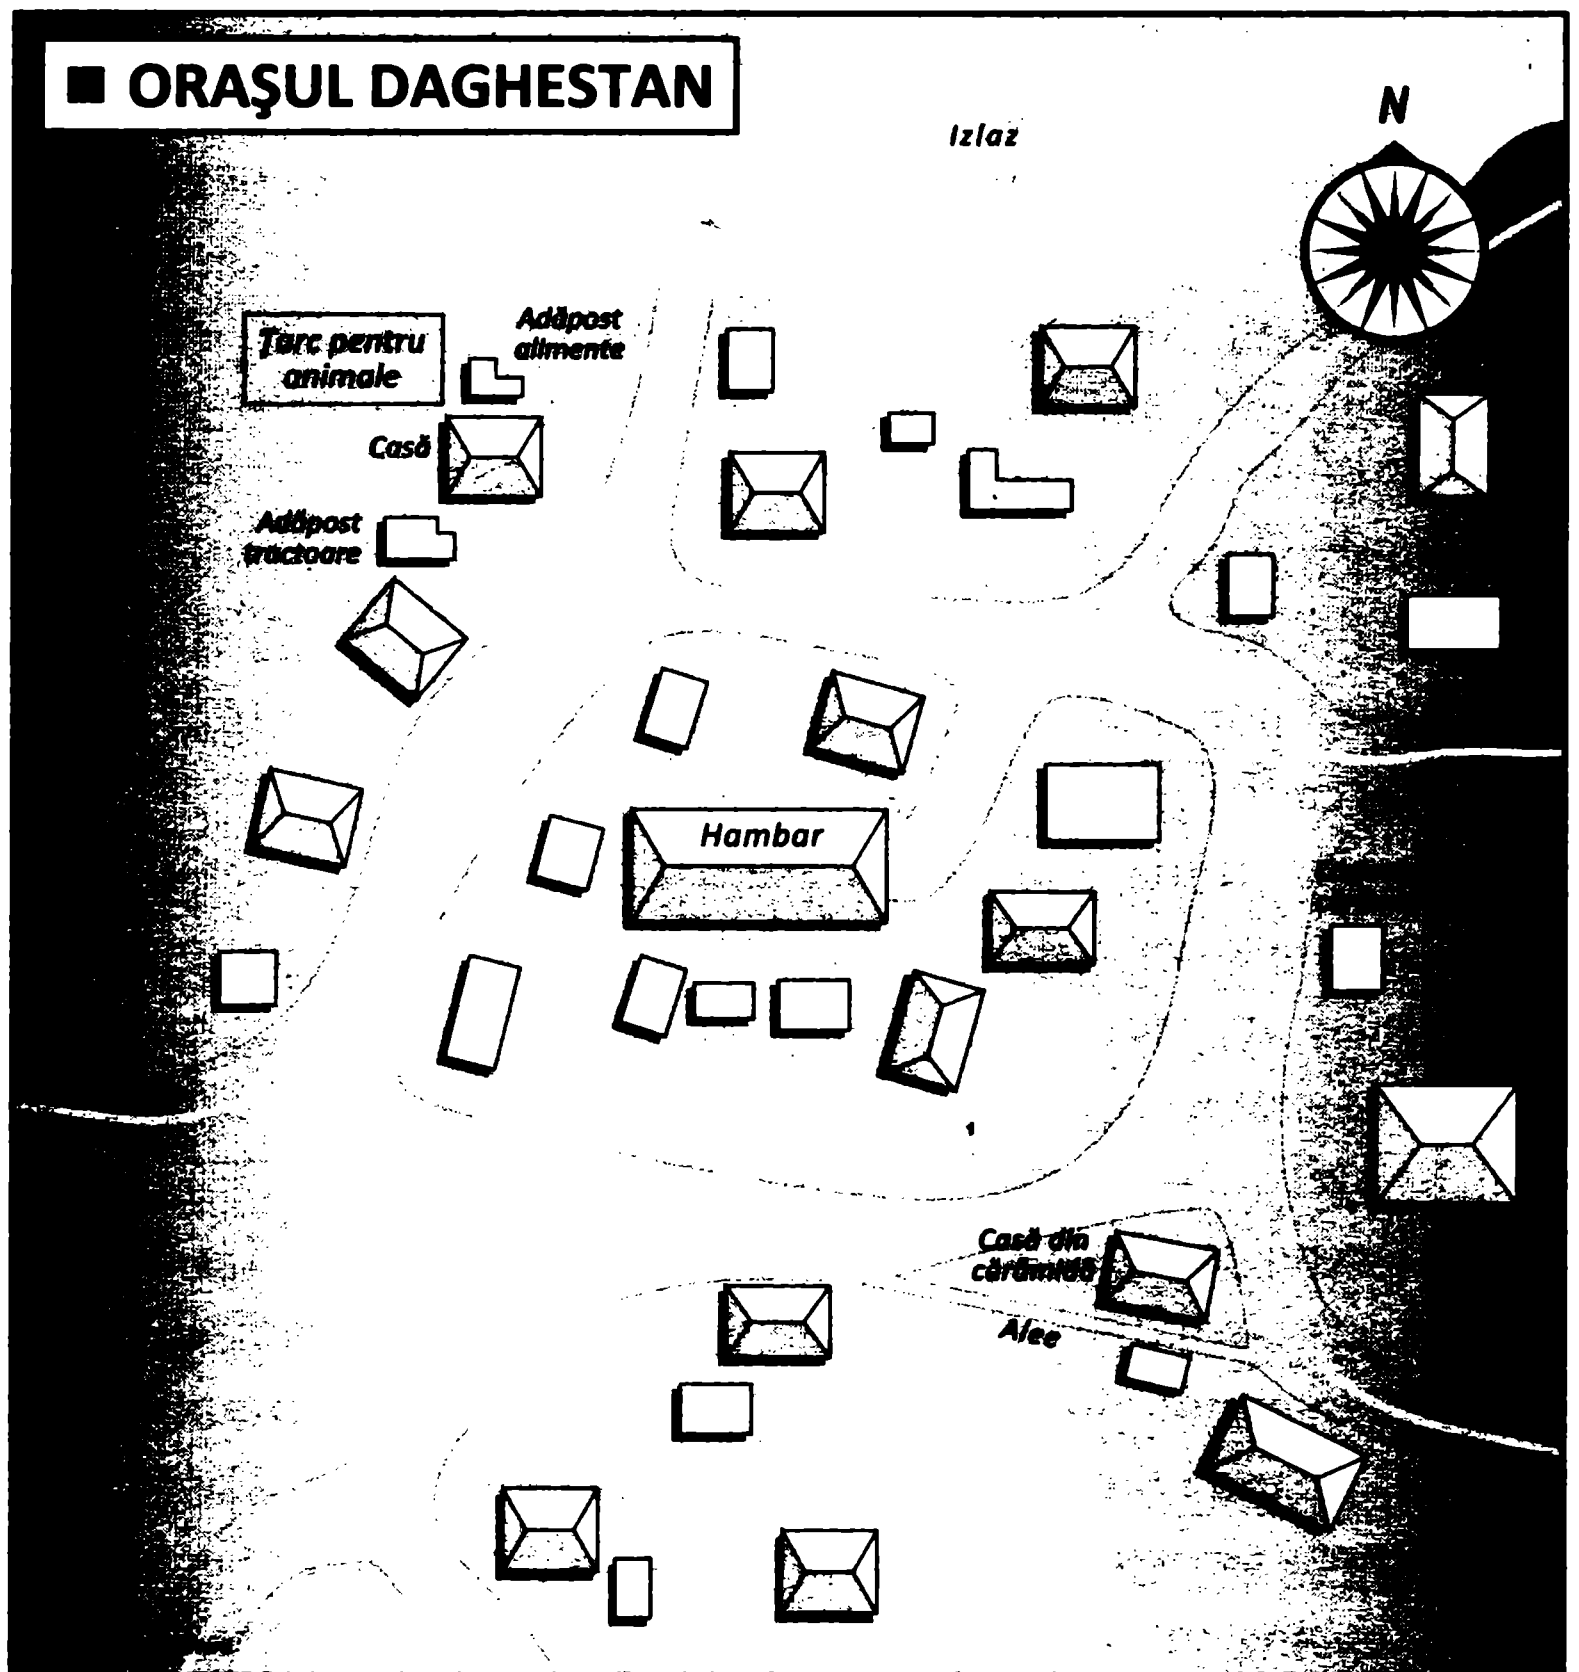 ORAŞUL DAGHESTAN
N
Izlaz
Adăpost
alimente
Ţarc pentru
animale
Casă
Adăpost
tractoare
Hambar
Casă din
cărămidă
Alee